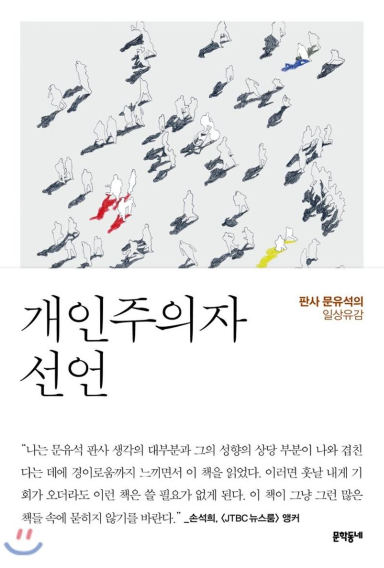 개인주의자
선언
판사 문유석의
일상유감
“나는 문유석 판사 생각의 대부분과 그의 성향의 상당 부분이 나와 겹친
다는 데에 경이로움까지 느끼면서 이 책을 읽었다. 이러면 훗날 내게 기
회가 오더라도 이런 책은 쓸 필요가 없게 된다. 이 책이 그냥 그런 많은
책들 속에 묻히지 않기를 바란다.” _손석희, 〈JTBC 뉴스룸〉 앵커
문학동네